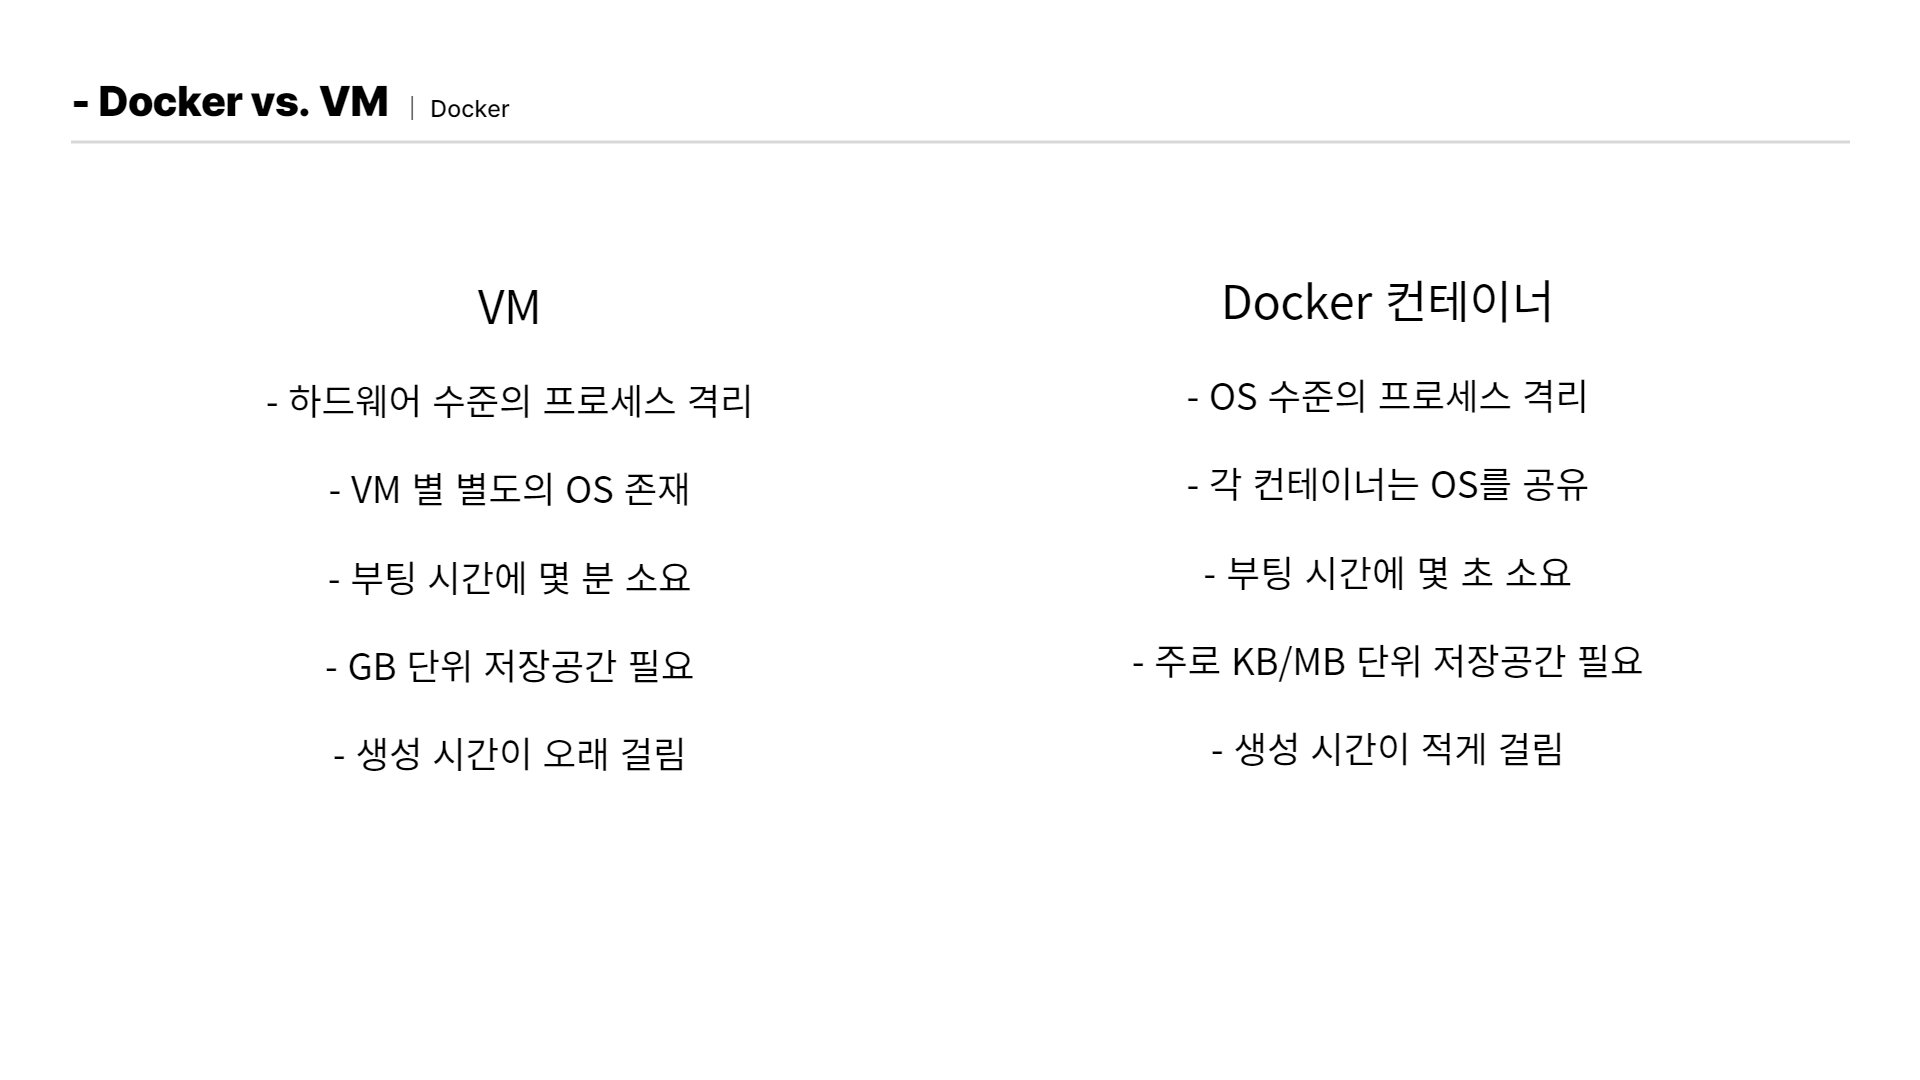 - Docker vs. VM | Docker
VM
- 하드웨어 수준의 프로세스 격리
- VM 별 별도의 OS 존재
- 부팅 시간에 몇 분 소요
- GB 단위 저장공간 필요
- 생성 시간이 오래 걸림
Docker 컨테이너
- OS 수준의 프로세스 격리
- 각 컨테이너는 OS를 공유
- 부팅 시간에 몇 초 소요
- 주로 KB/MB 단위 저장공간 필요
- 생성 시간이 적게 걸림